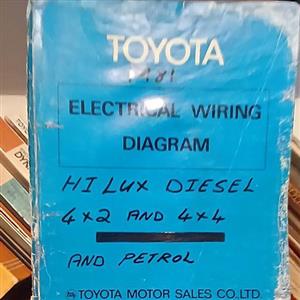 TOYOTA
1981
ELECTRICAL WIRING
DIAGRAM
HILUX DIESEL
4x2 AND 4x4
AND PETROL
TOYOTA MOTOR SALES CO.,LTD.